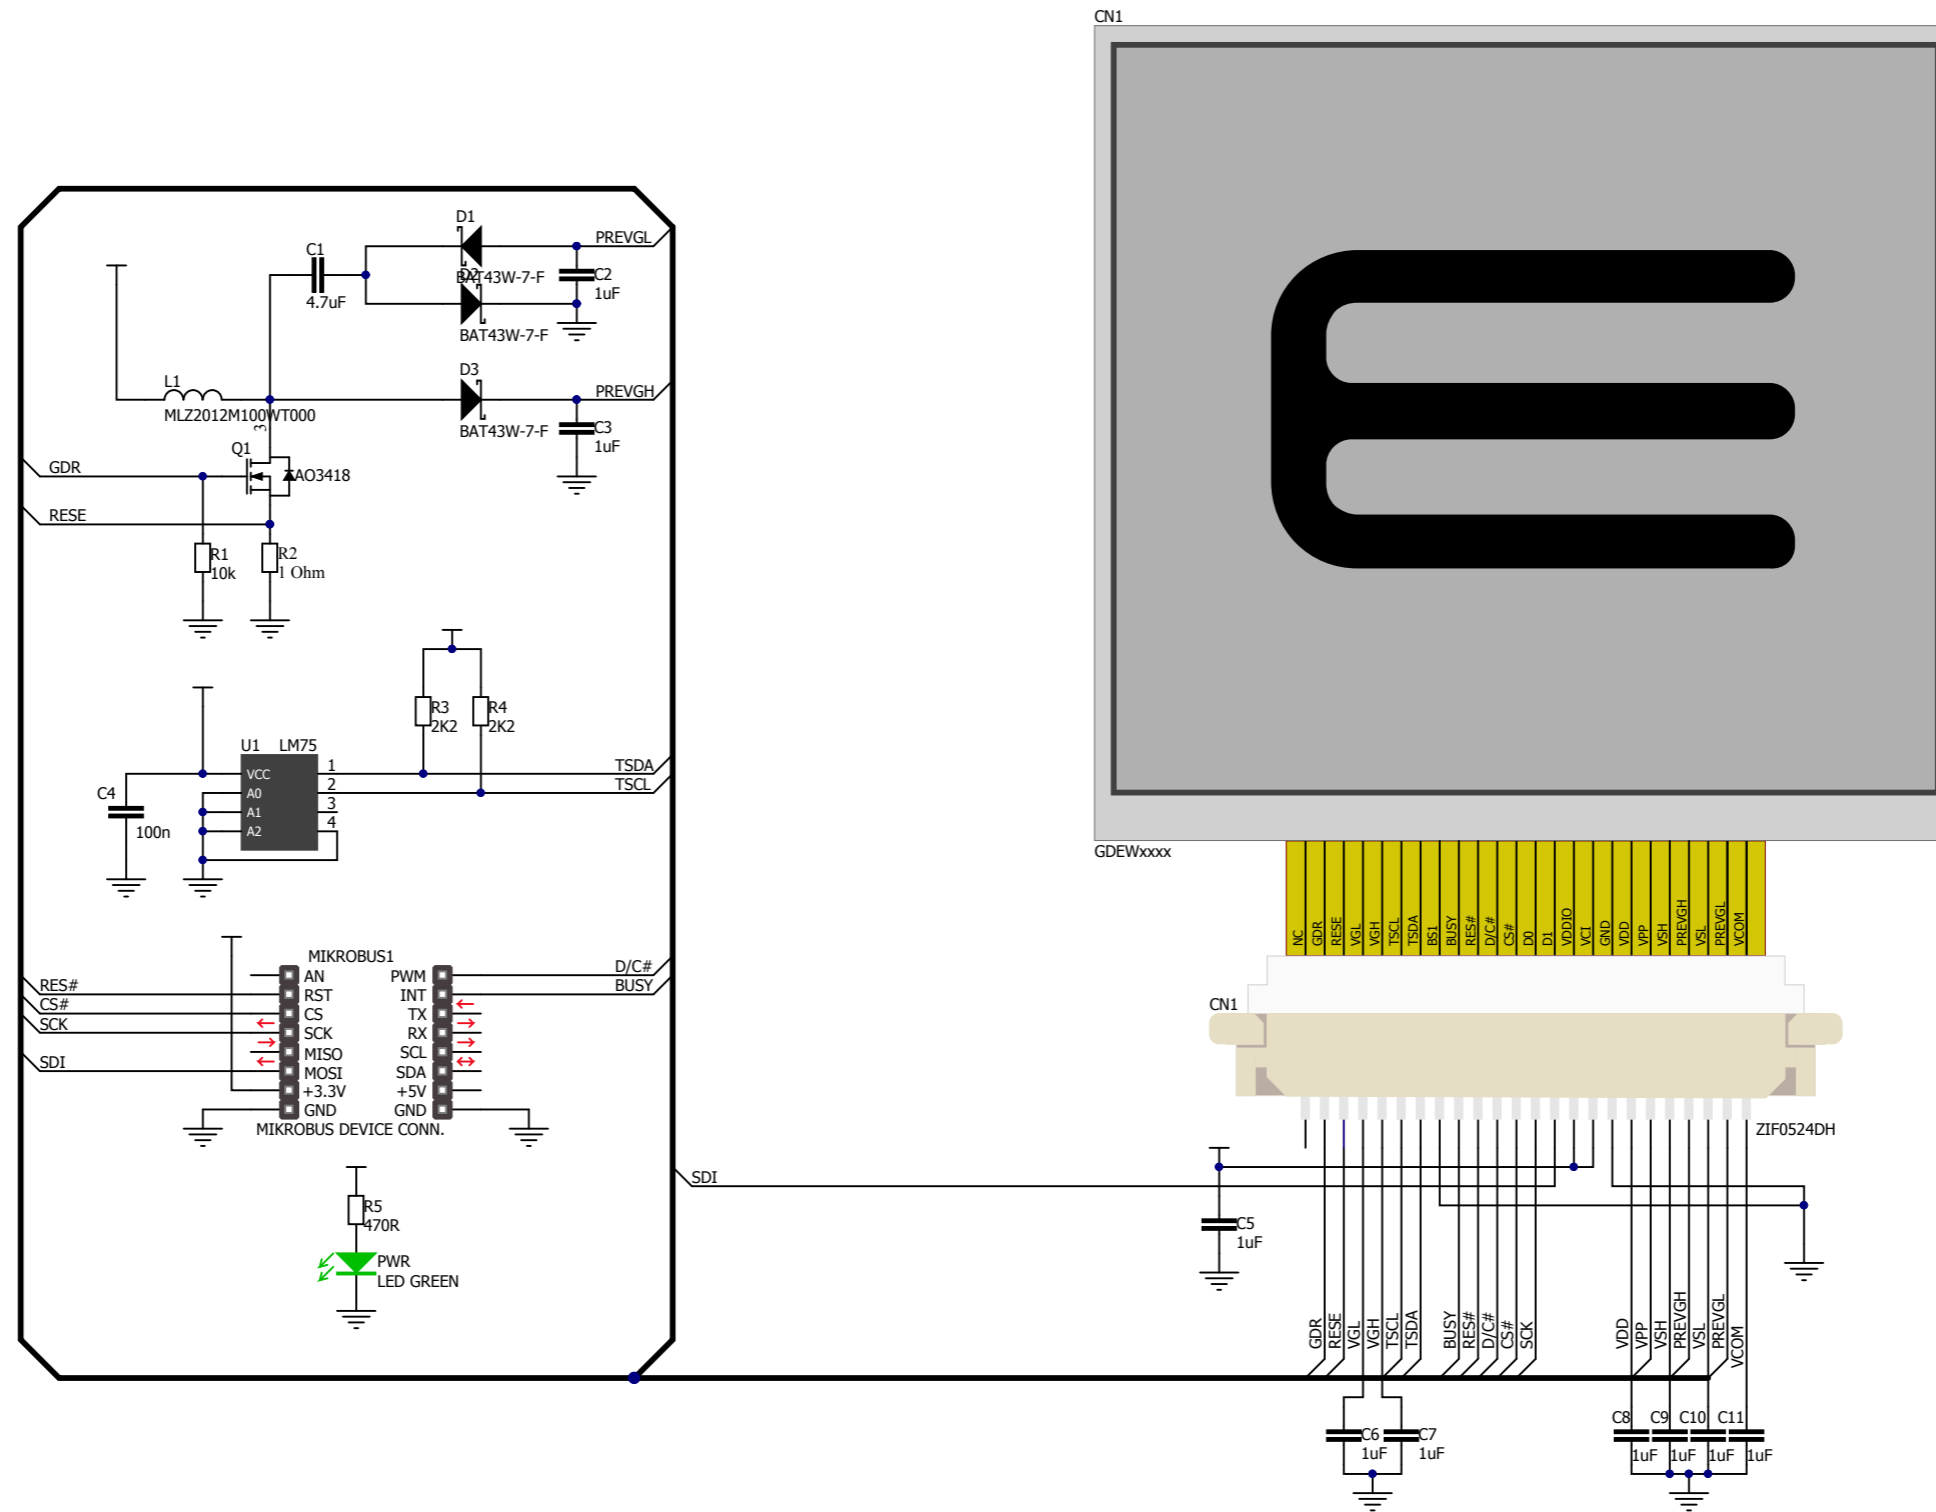 CN1
D1
PREVGL
C1
4.7uF
BAT43W-7-F
C2
1uF
D2
BAT43W-7-F
D3
PREVGH
L1
MLZ2012M100WT000
BAT43W-7-F
C3
1uF
3
Q1
AO3418
GDR
RESE
R1
10k
R2
1 Ohm
R3
2K2
R4
2K2
U1 LM75
VCC
A0
A1
A2
1
2
3
4
TSDA
TSCL
C4
100n
GDEWxxxx
NC
GDR
RESE
VGL
VGH
TSCL
TSDA
BS1
BUSY
RES#
D/C#
CS#
D0
D1
VDDIO
VCI
GND
VDD
VPP
VSH
PREVGH
VSL
PREVGL
VCOM
CN1
ZIF0524DH
MIKROBUS1
RES#
CS#
SCK
SDI
AN
RST
CS
SCK
MISO
MOSI
+3.3V
GND
PWM
INT
TX
RX
SCL
SDA
+5V
GND
D/C#
BUSY
MIKROBUS DEVICE CONN.
SDI
R5
470R
PWR
LED GREEN
C5
1uF
GDR
RESE
VGL
VGH
TSCL
TSDA
BUSY
RES#
D/C#
CS#
SCK
VDD
VPP
VSH
PREVGH
VSL
PREVGL
VCOM
C6
1uF
C7
1uF
C8
1uF
C9
1uF
C10
1uF
C11
1uF